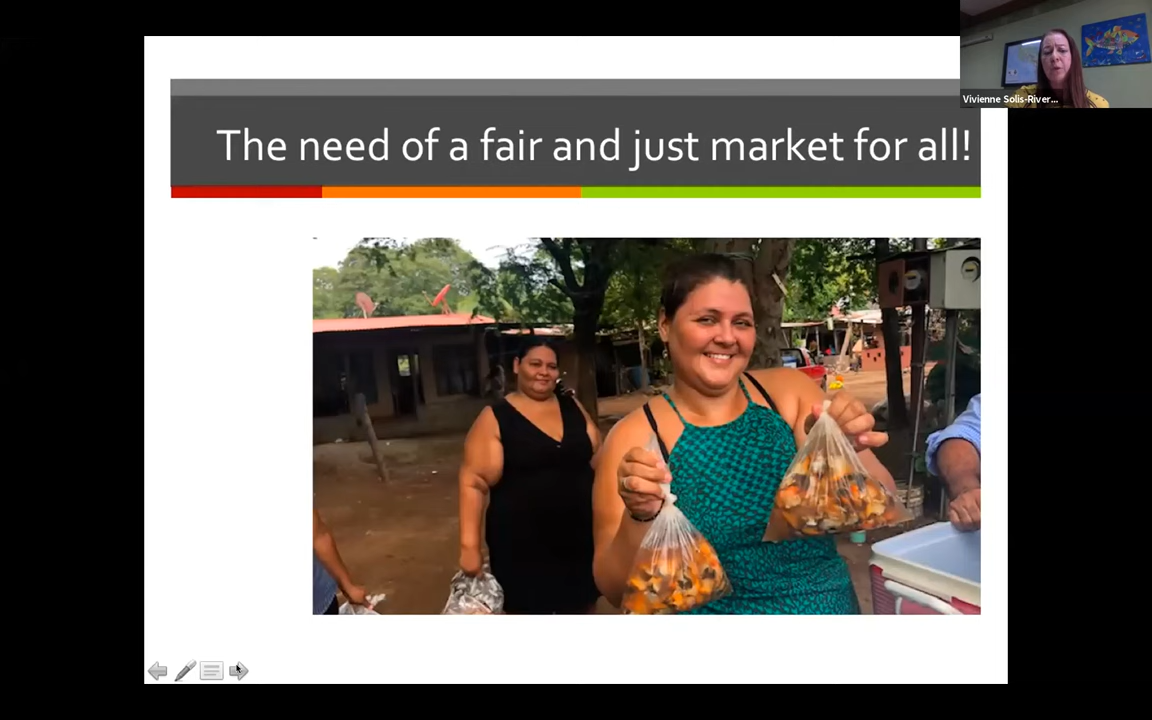 The need of a fair and just market for all!
Vivienne Solis-River...